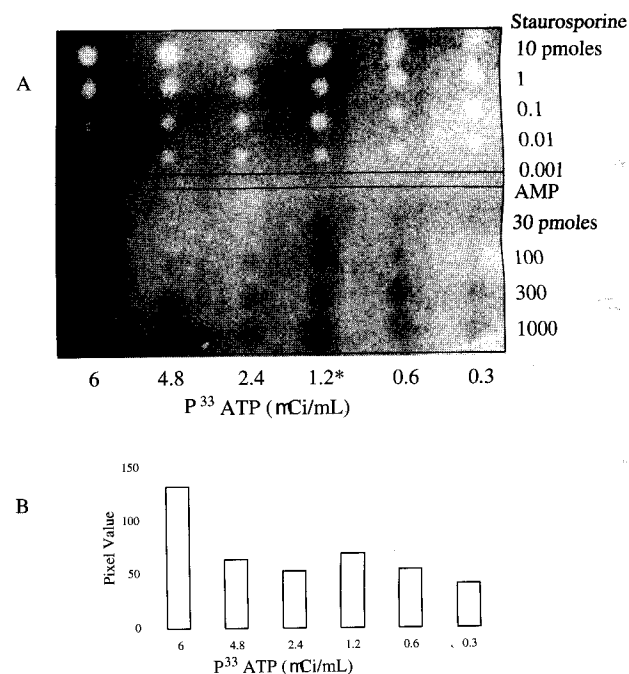 Staurosporine
A
10 pmoles
1
0.1
0.01
0.001
AMP
30 pmoles
100
300
1000
6 4.8 2.4 1.2* 0.6 0.3
P33 ATP (mCi/mL)
B
Pixel Value
150
100
50
0
6 4.8 2.4 1.2 0.6 0.3
P33 ATP (mCi/mL)